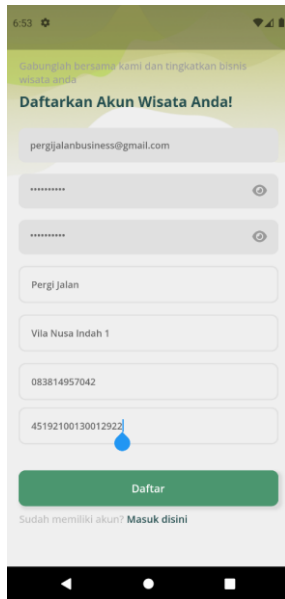 6:53
Gabunglah bersama kami dan tingkatkan bisnis
wisata anda
Daftarkan Akun Wisata Anda!
pergijalanbusiness@gmail.com
••••••••••
••••••••••
Pergi Jalan
Vila Nusa Indah 1
083814957042
45192100130012922
Daftar
Sudah memiliki akun? Masuk disini